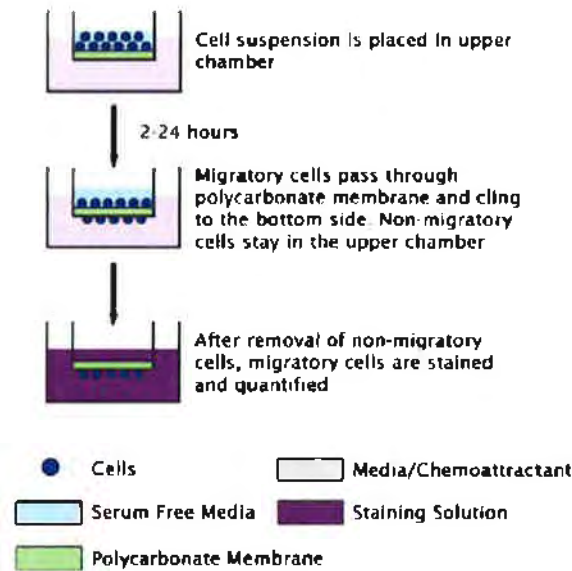 Cell suspension is placed in upper
chamber
2-24 hours
Migratory cells pass through
polycarbonate membrane and cling
to the bottom side. Non-migratory
cells stay in the upper chamber
After removal of non-migratory
cells, migratory cells are stained
and quantified
Cells
Media/Chemoattractant
Serum Free Media
Staining Solution
Polycarbonate Membrane